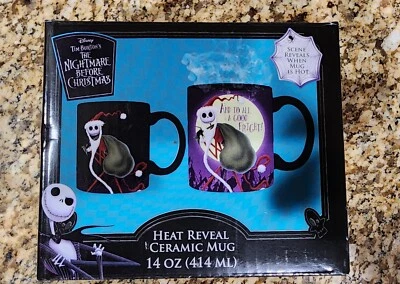 Disney
Tim Burton's
THE
NIGHTMARE
BEFORE
CHRISTMAS
SCENE
REVEALS
WHEN
MUG
IS HOT
AND TO ALL
A GOOD
FRIGHT!
HEAT REVEAL
CERAMIC MUG
14 OZ (414 ML)